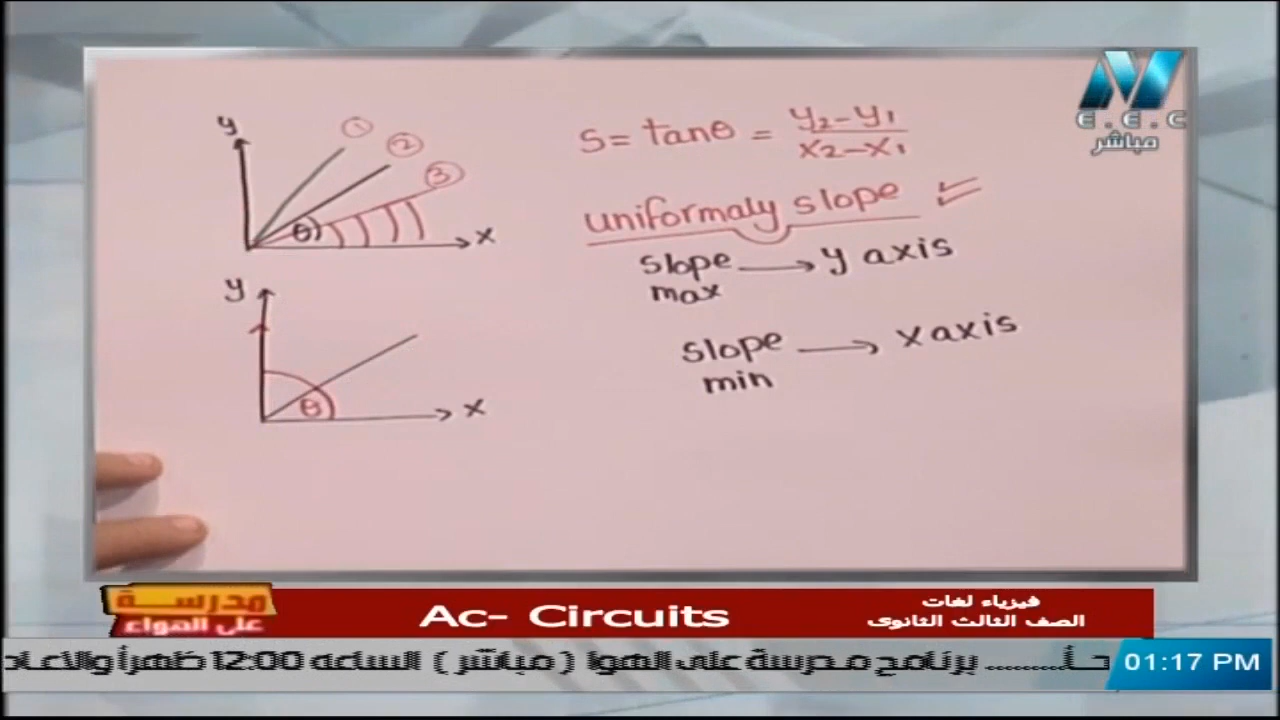 E.E.C
مباشر
y
①
②
③
θ
x
S= tanθ = y₂-y₁ / x₂-x₁
uniformaly slope
slope → y axis
max
slope → x axis
min
y
θ
x
مدرسة
على الهواء
Ac- Circuits
فيزياء لغات
الصف الثالث الثانوى
حـأ......... برنامج مدرسة على الهوا ( مباشر ) الساعه 12:00 ظهرأ والاعاد
01:17 PM